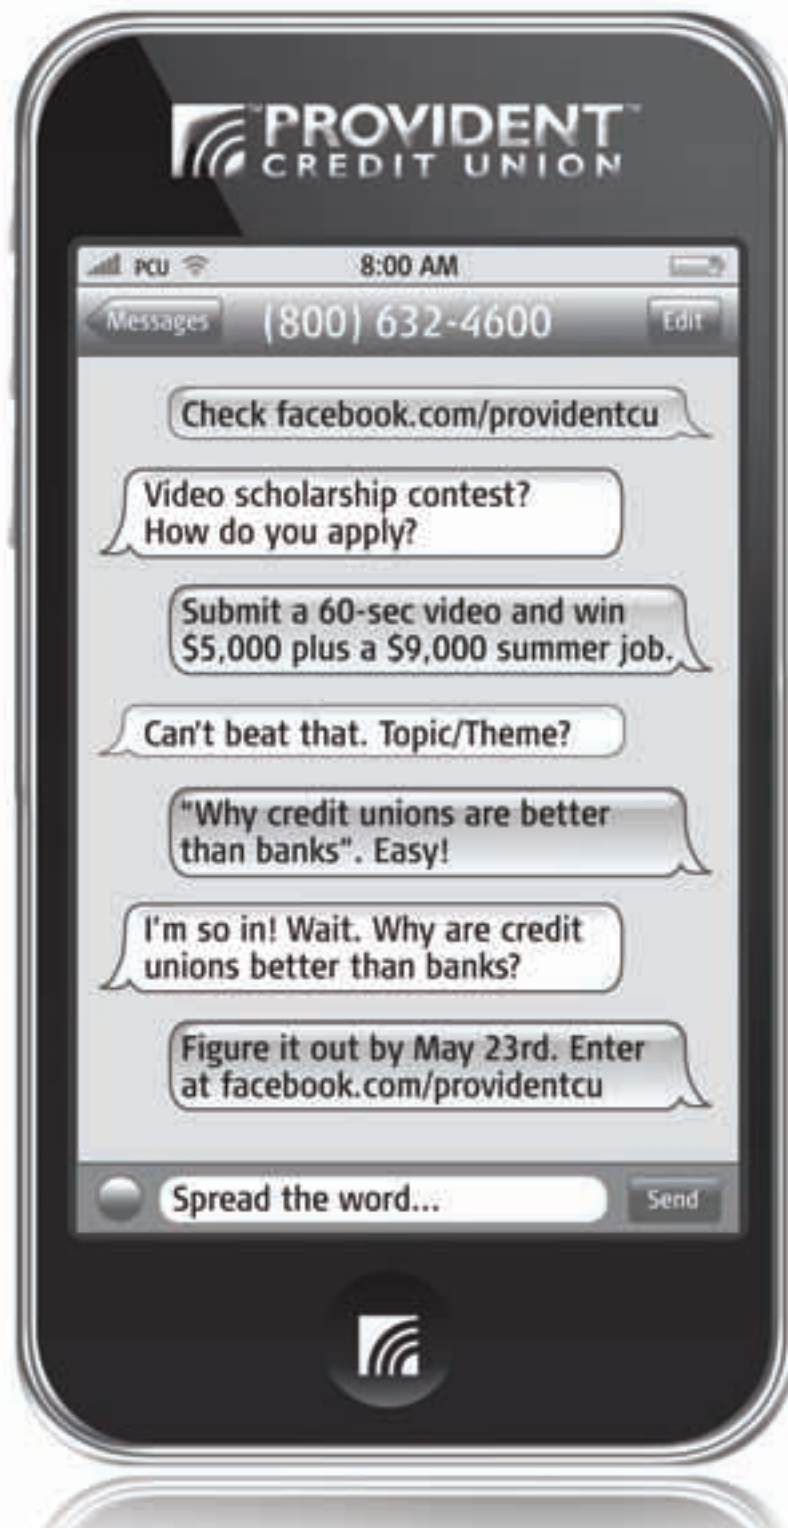 PROVIDENT
CREDIT UNION
PCU 8:00 AM
Messages (800) 632-4600 Edit
Check facebook.com/providentcu
Video scholarship contest?
How do you apply?
Submit a 60-sec video and win
$5,000 plus a $9,000 summer job.
Can't beat that. Topic/Theme?
"Why credit unions are better
than banks". Easy!
I'm so in! Wait. Why are credit
unions better than banks?
Figure it out by May 23rd. Enter
at facebook.com/providentcu
Spread the word... Send